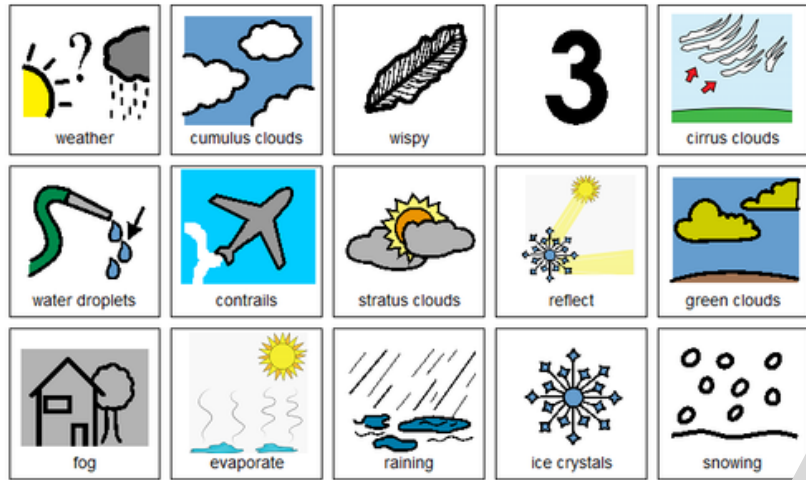 ?
weather
cumulus clouds
wispy
3
cirrus clouds
water droplets
contrails
stratus clouds
reflect
green clouds
fog
evaporate
raining
ice crystals
snowing